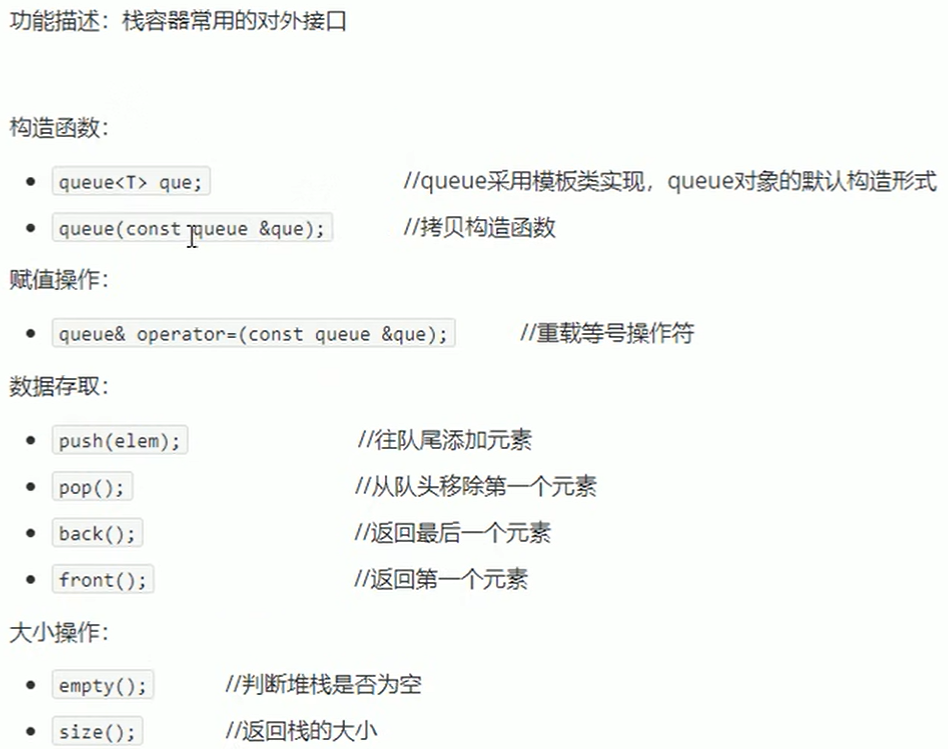 功能描述：栈容器常用的对外接口
构造函数：
queue<T> que; //queue采用模板类实现，queue对象的默认构造形式
queue(const queue &que); //拷贝构造函数
赋值操作：
queue& operator=(const queue &que); //重载等号操作符
数据存取：
push(elem); //往队尾添加元素
pop(); //从队头移除第一个元素
back(); //返回最后一个元素
front(); //返回第一个元素
大小操作：
empty(); //判断堆栈是否为空
size(); //返回栈的大小